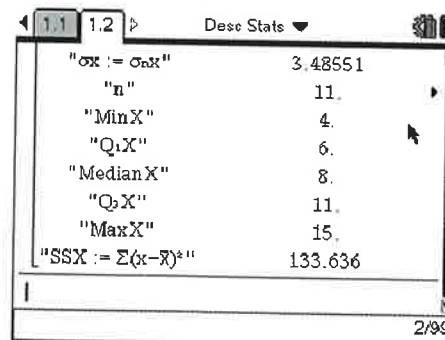 1.1 1.2 Desc Stats
"σx := σₙx" 3.48551
"n" 11.
"MinX" 4.
"Q₁X" 6.
"MedianX" 8.
"Q₃X" 11.
"MaxX" 15.
"SSX := Σ(x-x̄)²" 133.636
2/99